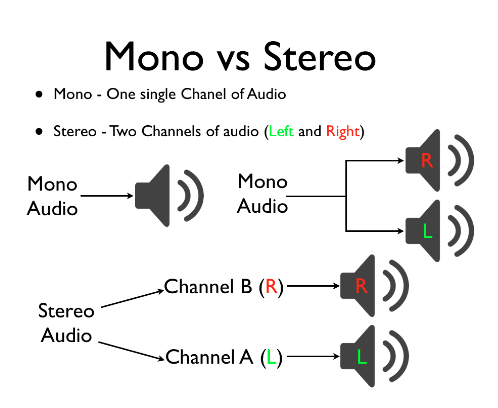 Mono vs Stereo
• Mono - One single Chanel of Audio
• Stereo - Two Channels of audio (Left and Right)
Mono
Audio
Mono
Audio
R
L
Stereo
Audio
Channel B (R)
R
Channel A (L)
L